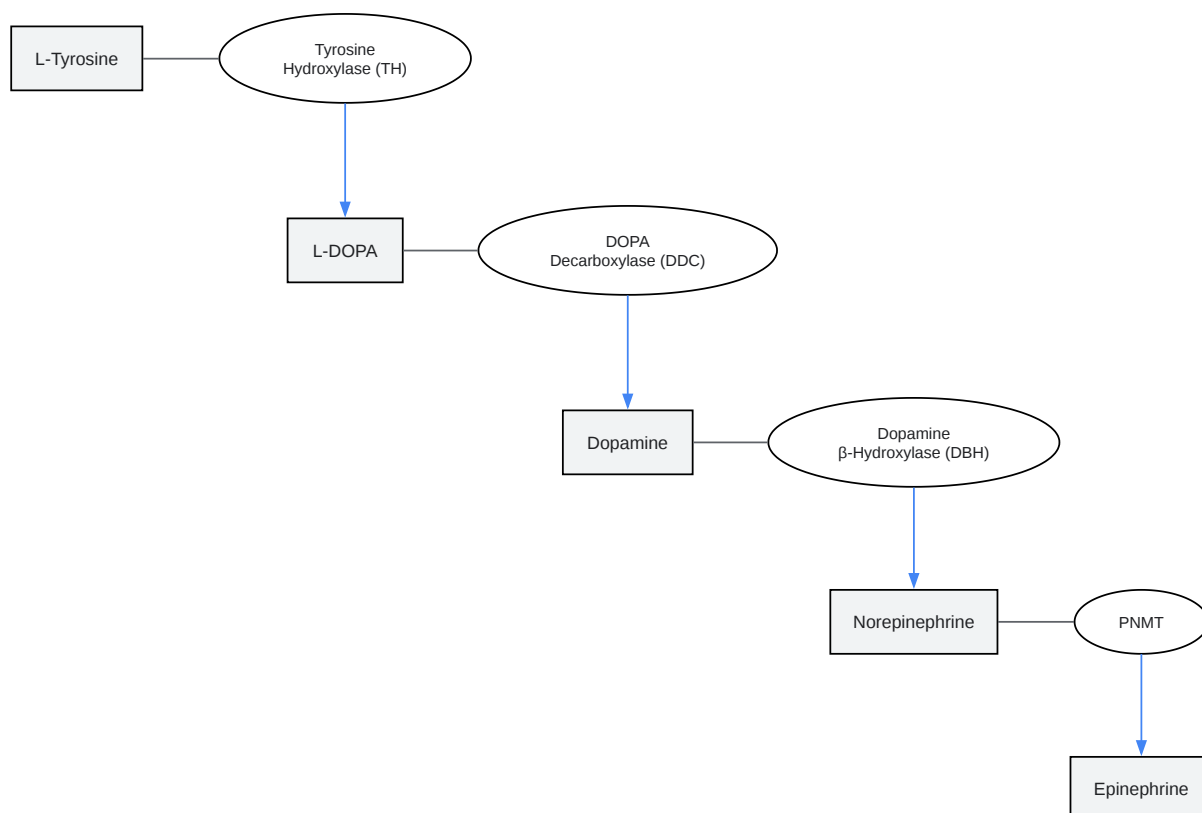 L-Tyrosine
Tyrosine
Hydroxylase (TH)
L-DOPA
DOPA
Decarboxylase (DDC)
Dopamine
Dopamine
β-Hydroxylase (DBH)
Norepinephrine
PNMT
Epinephrine